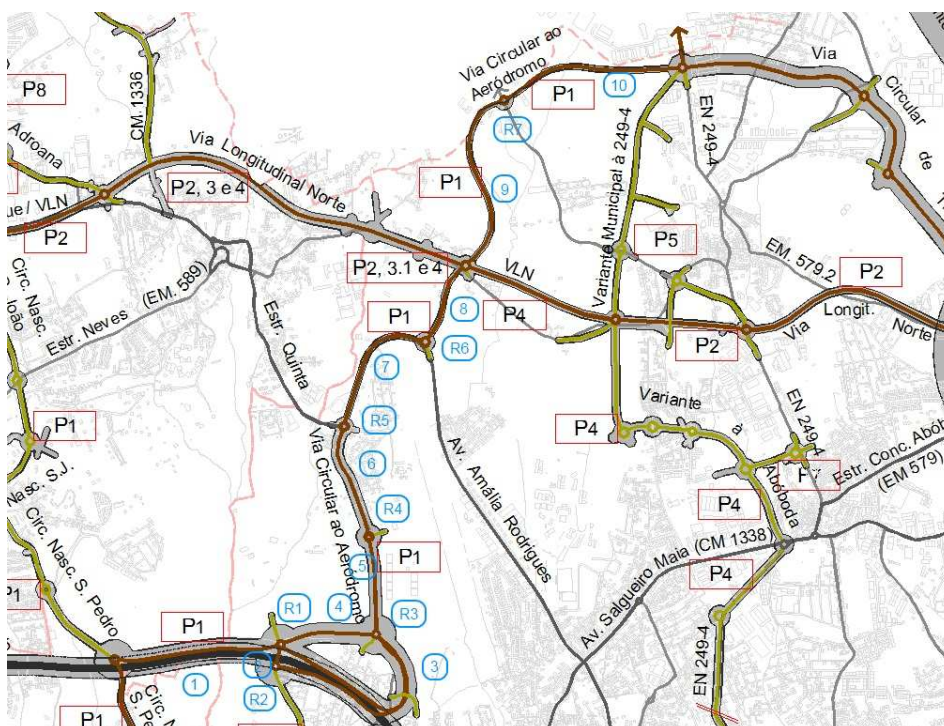 Via Circular ao
Aeródromo
Via
P1
10
P8
CM 1336
R7
EN 249-4
Circular
de
Adroana
Via Longitudinal Norte
P2, 3 e 4
P1
9
Variante Municipal à 249-4
P5
ue / VLN
P2
P2, 3.1 e 4
VLN
EM. 579.2
P2
Circ. Nasc.
João
Estr. Neves (EM. 589)
Estr. Quinta
P1
8
P4
P2
Via
Longit.
Norte
R6
7
P1
R5
Variante
à
Abóboda
P4
EN 249-4
Nasc. S.J.
Via Circular ao Aeródromo
6
Av. Amália Rodrigues
P7
Estr. Conc. Abób
(EM 579)
R4
P4
P1
5
Av. Salgueiro Maia (CM 1338)
P4
Circ. Nasc. S. Pedro
P1
P1
R1
4
R3
3
EN 249-4
1
R2
Circ. N
S. Pe
P1
P4